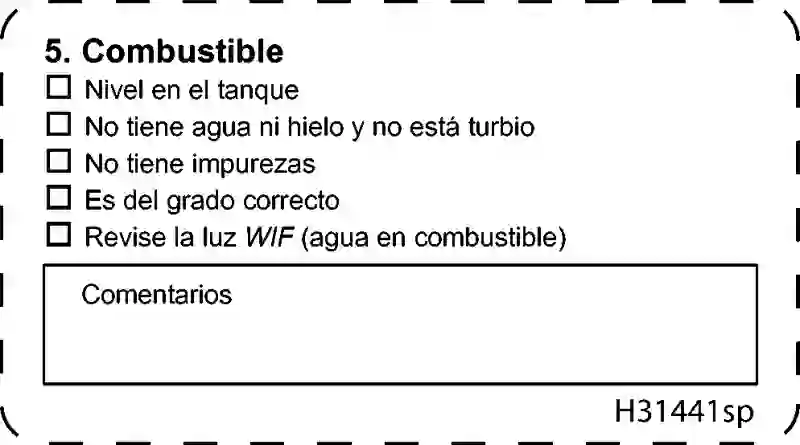 5. Combustible
☐ Nivel en el tanque
☐ No tiene agua ni hielo y no está turbio
☐ No tiene impurezas
☐ Es del grado correcto
☐ Revise la luz WIF (agua en combustible)
Comentarios
H31441sp